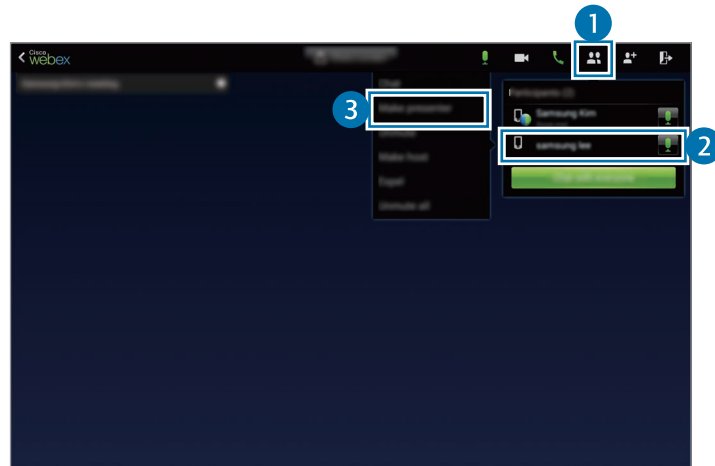 1
Cisco
webex
Chat
3
Make presenter
Make host
Expel
Unmute all
Participants (2)
Samsung Kim
samsung lee
2
Chat with everyone